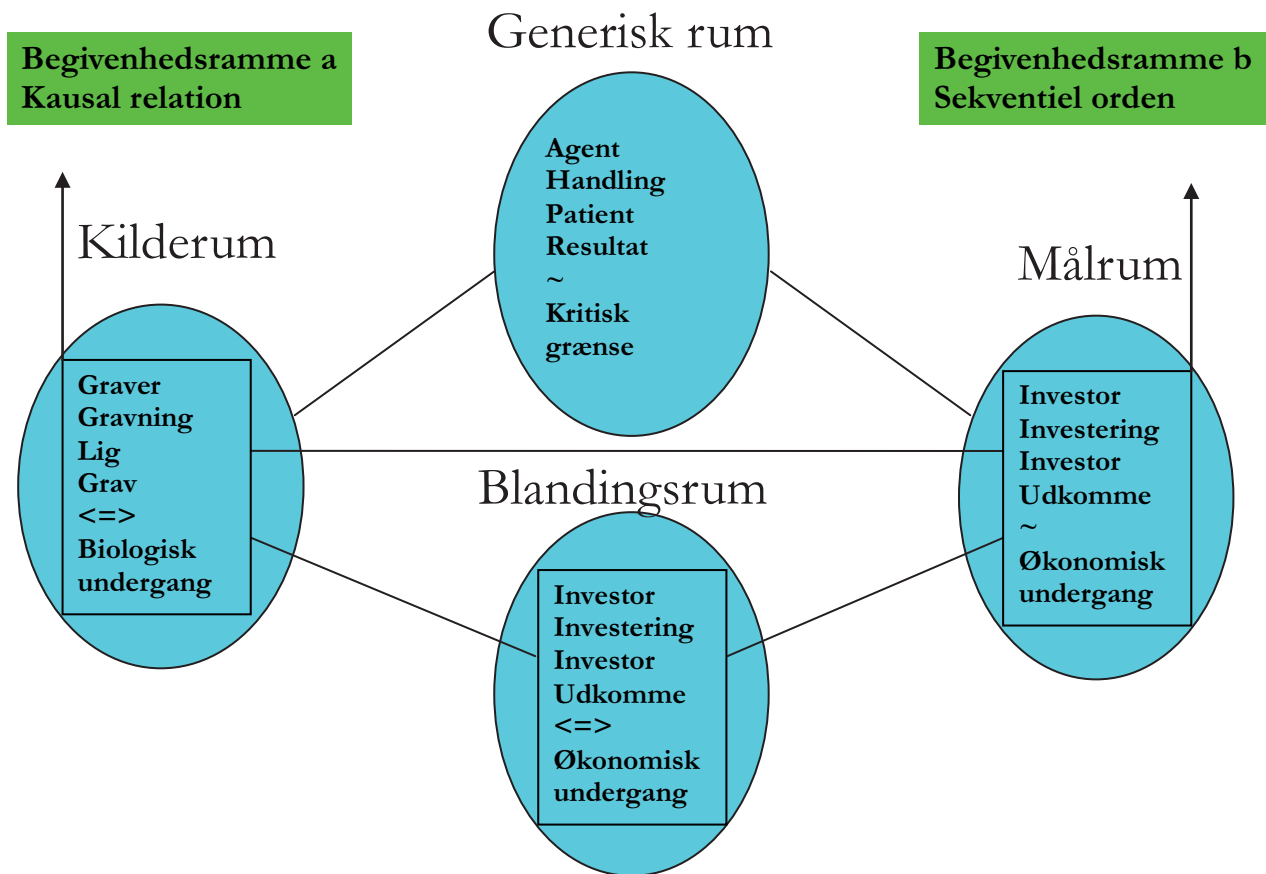 Generisk rum
Begivenhedsramme a
Kausal relation
Begivenhedsramme b
Sekventiel orden
Agent
Handling
Patient
Resultat
~
Kritisk
grænse
Kilderum
Målrum
Graver
Gravning
Lig
Grav
<=>
Biologisk
undergang
Investor
Investering
Investor
Udkomme
~
Økonomisk
undergang
Blandingsrum
Investor
Investering
Investor
Udkomme
<=>
Økonomisk
undergang